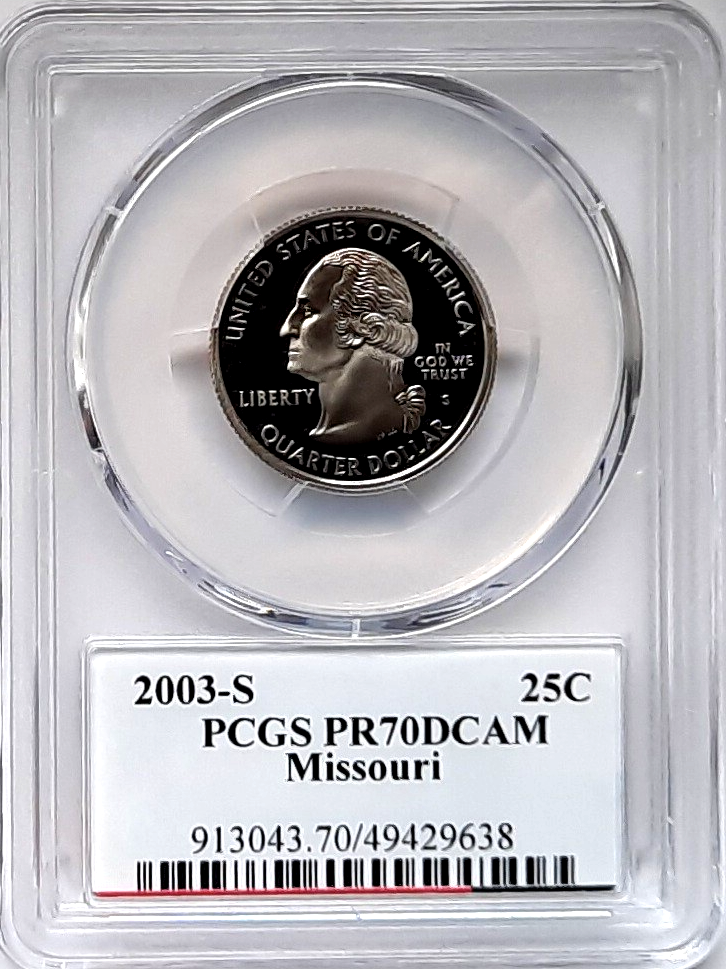 UNITED STATES OF AMERICA
IN
GOD WE
TRUST
LIBERTY
S
QUARTER DOLLAR
2003-S 25C
PCGS PR70DCAM
Missouri
913043.70/49429638